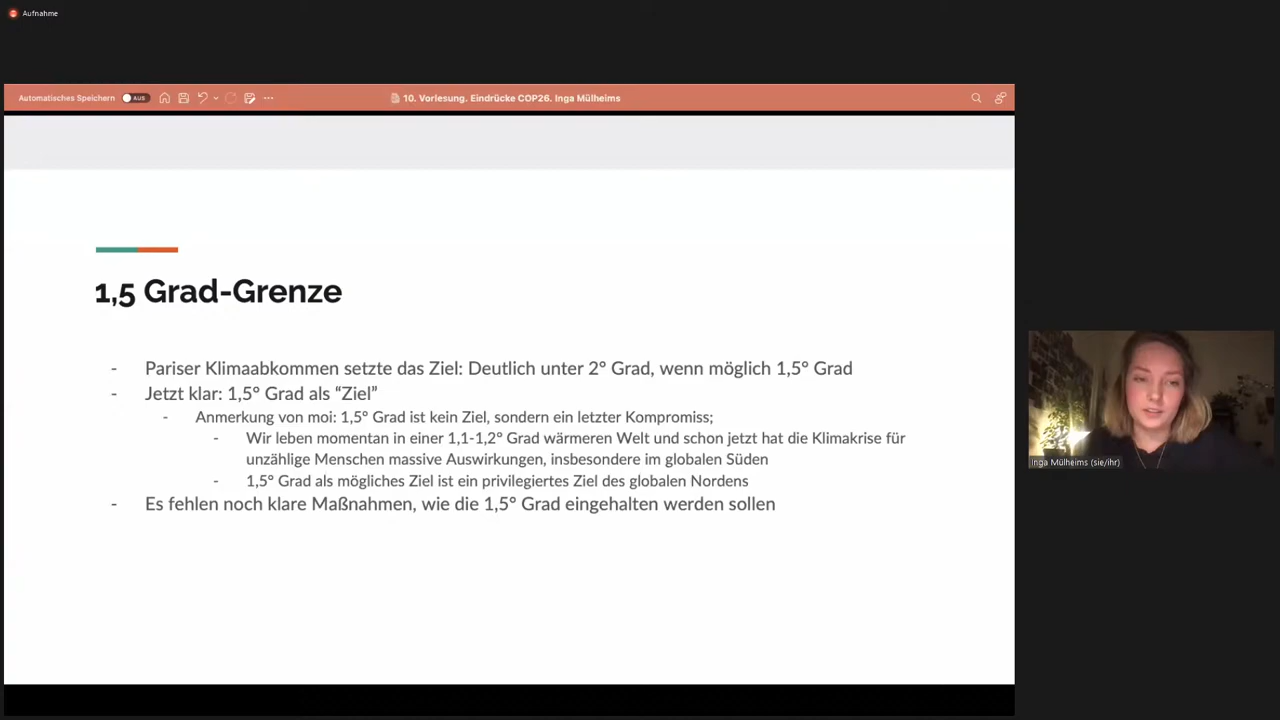 Aufnahme
Automatisches Speichern AUS
10. Vorlesung. Eindrücke COP26. Inga Mülheims
1,5 Grad-Grenze
- Pariser Klimaabkommen setzte das Ziel: Deutlich unter 2° Grad, wenn möglich 1,5° Grad
- Jetzt klar: 1,5° Grad als “Ziel”
- Anmerkung von moi: 1,5° Grad ist kein Ziel, sondern ein letzter Kompromiss;
- Wir leben momentan in einer 1,1-1,2° Grad wärmeren Welt und schon jetzt hat die Klimakrise für
unzählige Menschen massive Auswirkungen, insbesondere im globalen Süden
- 1,5° Grad als mögliches Ziel ist ein privilegiertes Ziel des globalen Nordens
- Es fehlen noch klare Maßnahmen, wie die 1,5° Grad eingehalten werden sollen
Inga Mülheims (sie/ihr)